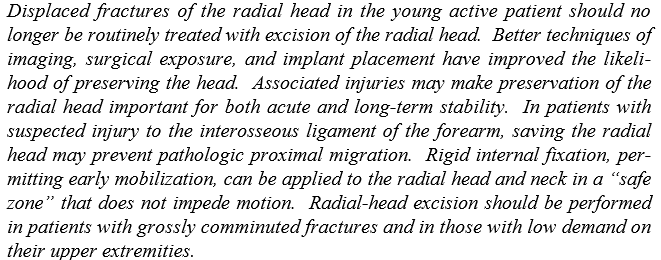 Displaced fractures of the radial head in the young active patient should no
longer be routinely treated with excision of the radial head.  Better techniques of
imaging, surgical exposure, and implant placement have improved the likeli-
hood of preserving the head.  Associated injuries may make preservation of the
radial head important for both acute and long-term stability.  In patients with
suspected injury to the interosseous ligament of the forearm, saving the radial
head may prevent pathologic proximal migration.  Rigid internal fixation, per-
mitting early mobilization, can be applied to the radial head and neck in a “safe
zone” that does not impede motion.  Radial-head excision should be performed
in patients with grossly comminuted fractures and in those with low demand on
their upper extremities.